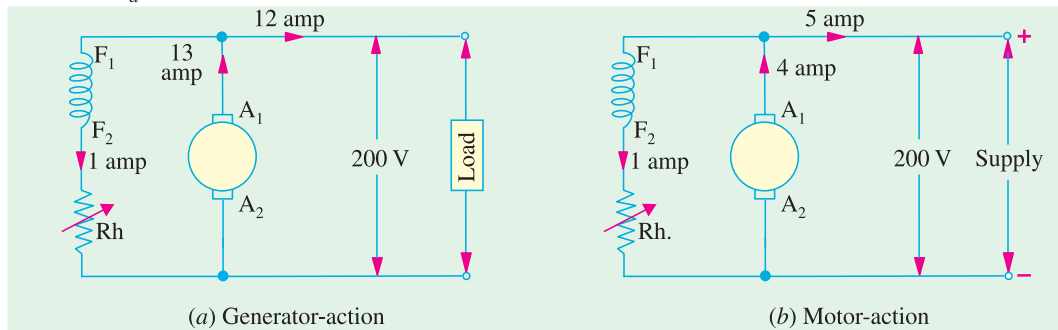 a
12 amp
F1
13
amp
A1
F2
1 amp
200 V
Load
A2
Rh
(a) Generator-action
5 amp
+
F1
4 amp
A1
F2
1 amp
200 V
Supply
A2
Rh.
–
(b) Motor-action